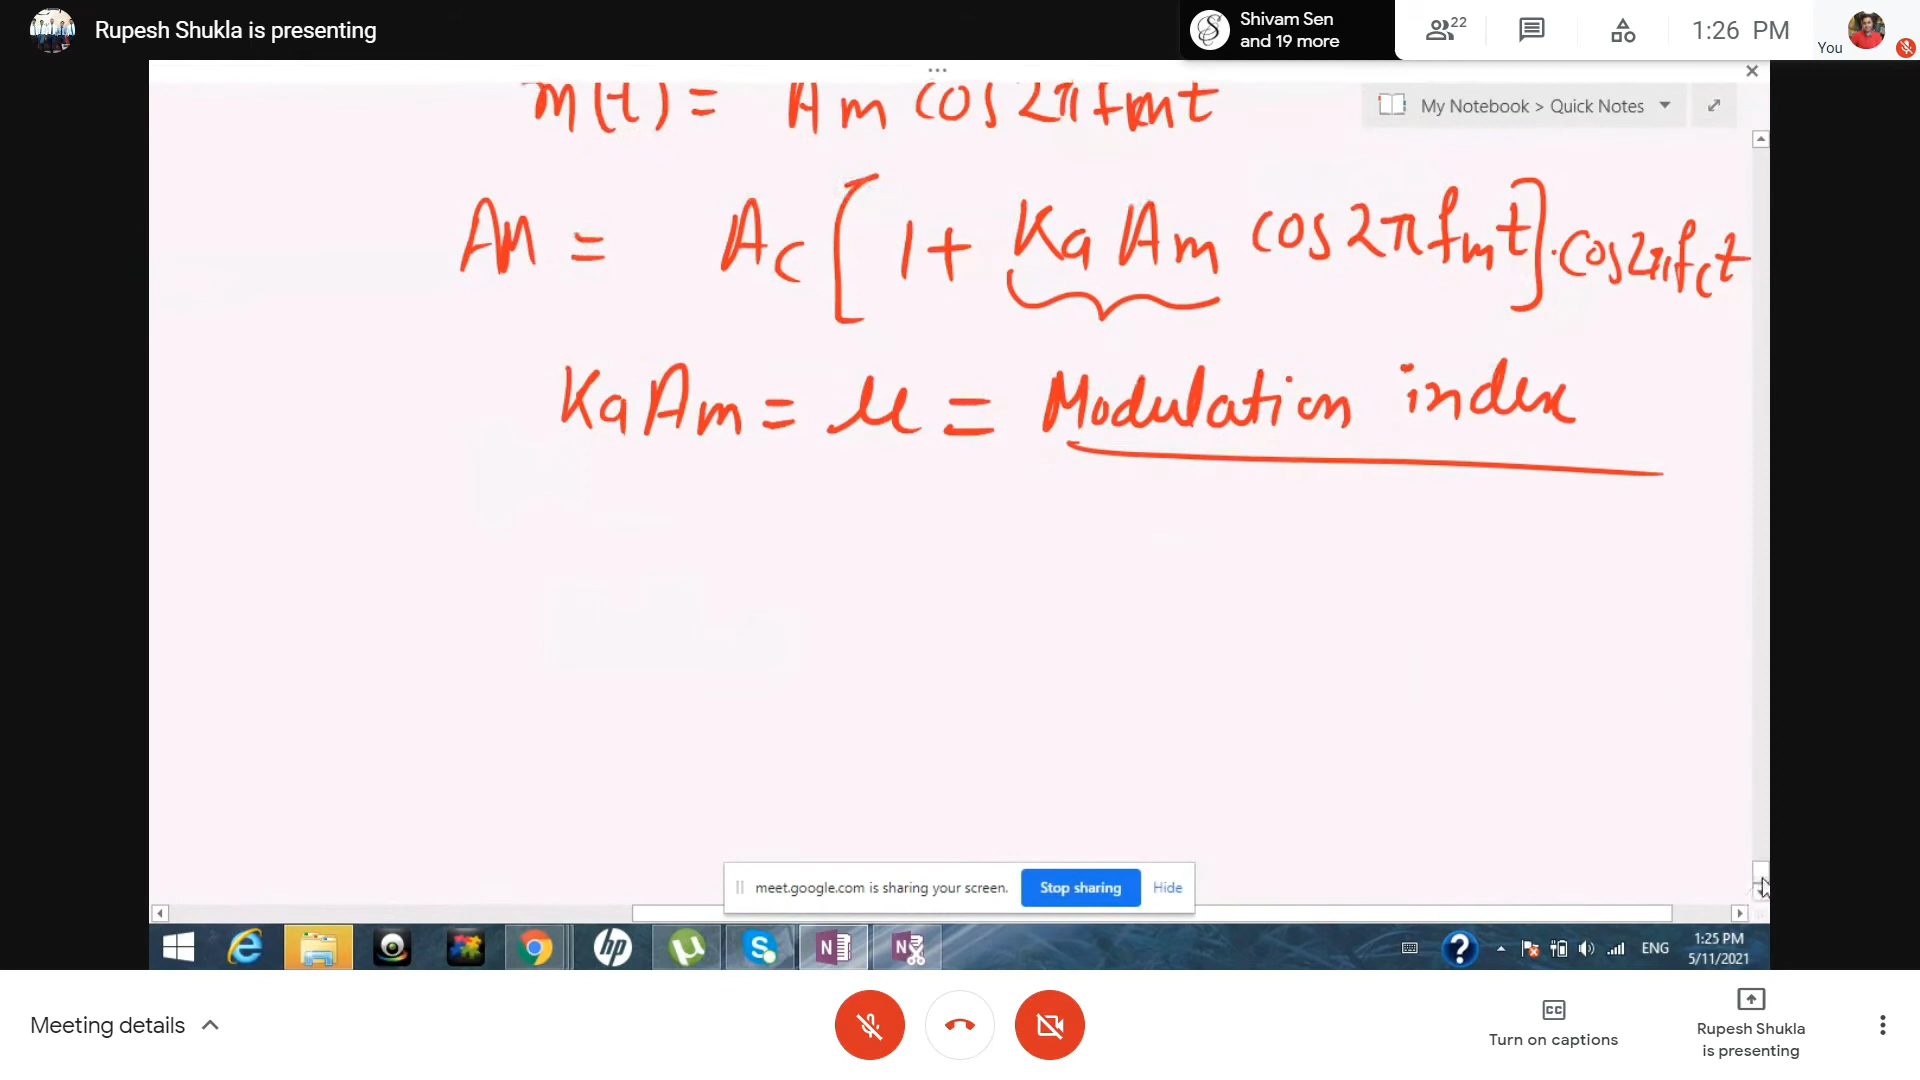 Rupesh Shukla is presenting
Shivam Sen
and 19 more
22
1:26 PM
You
m(t) = Am cos 2π fmt
My Notebook > Quick Notes
AM = Ac [ 1 + Ka Am cos 2π fmt ] . cos 2π fct
Ka Am = μ = Modulation index
meet.google.com is sharing your screen.
Stop sharing
Hide
ENG
1:25 PM
5/11/2021
Meeting details
Turn on captions
Rupesh Shukla
is presenting